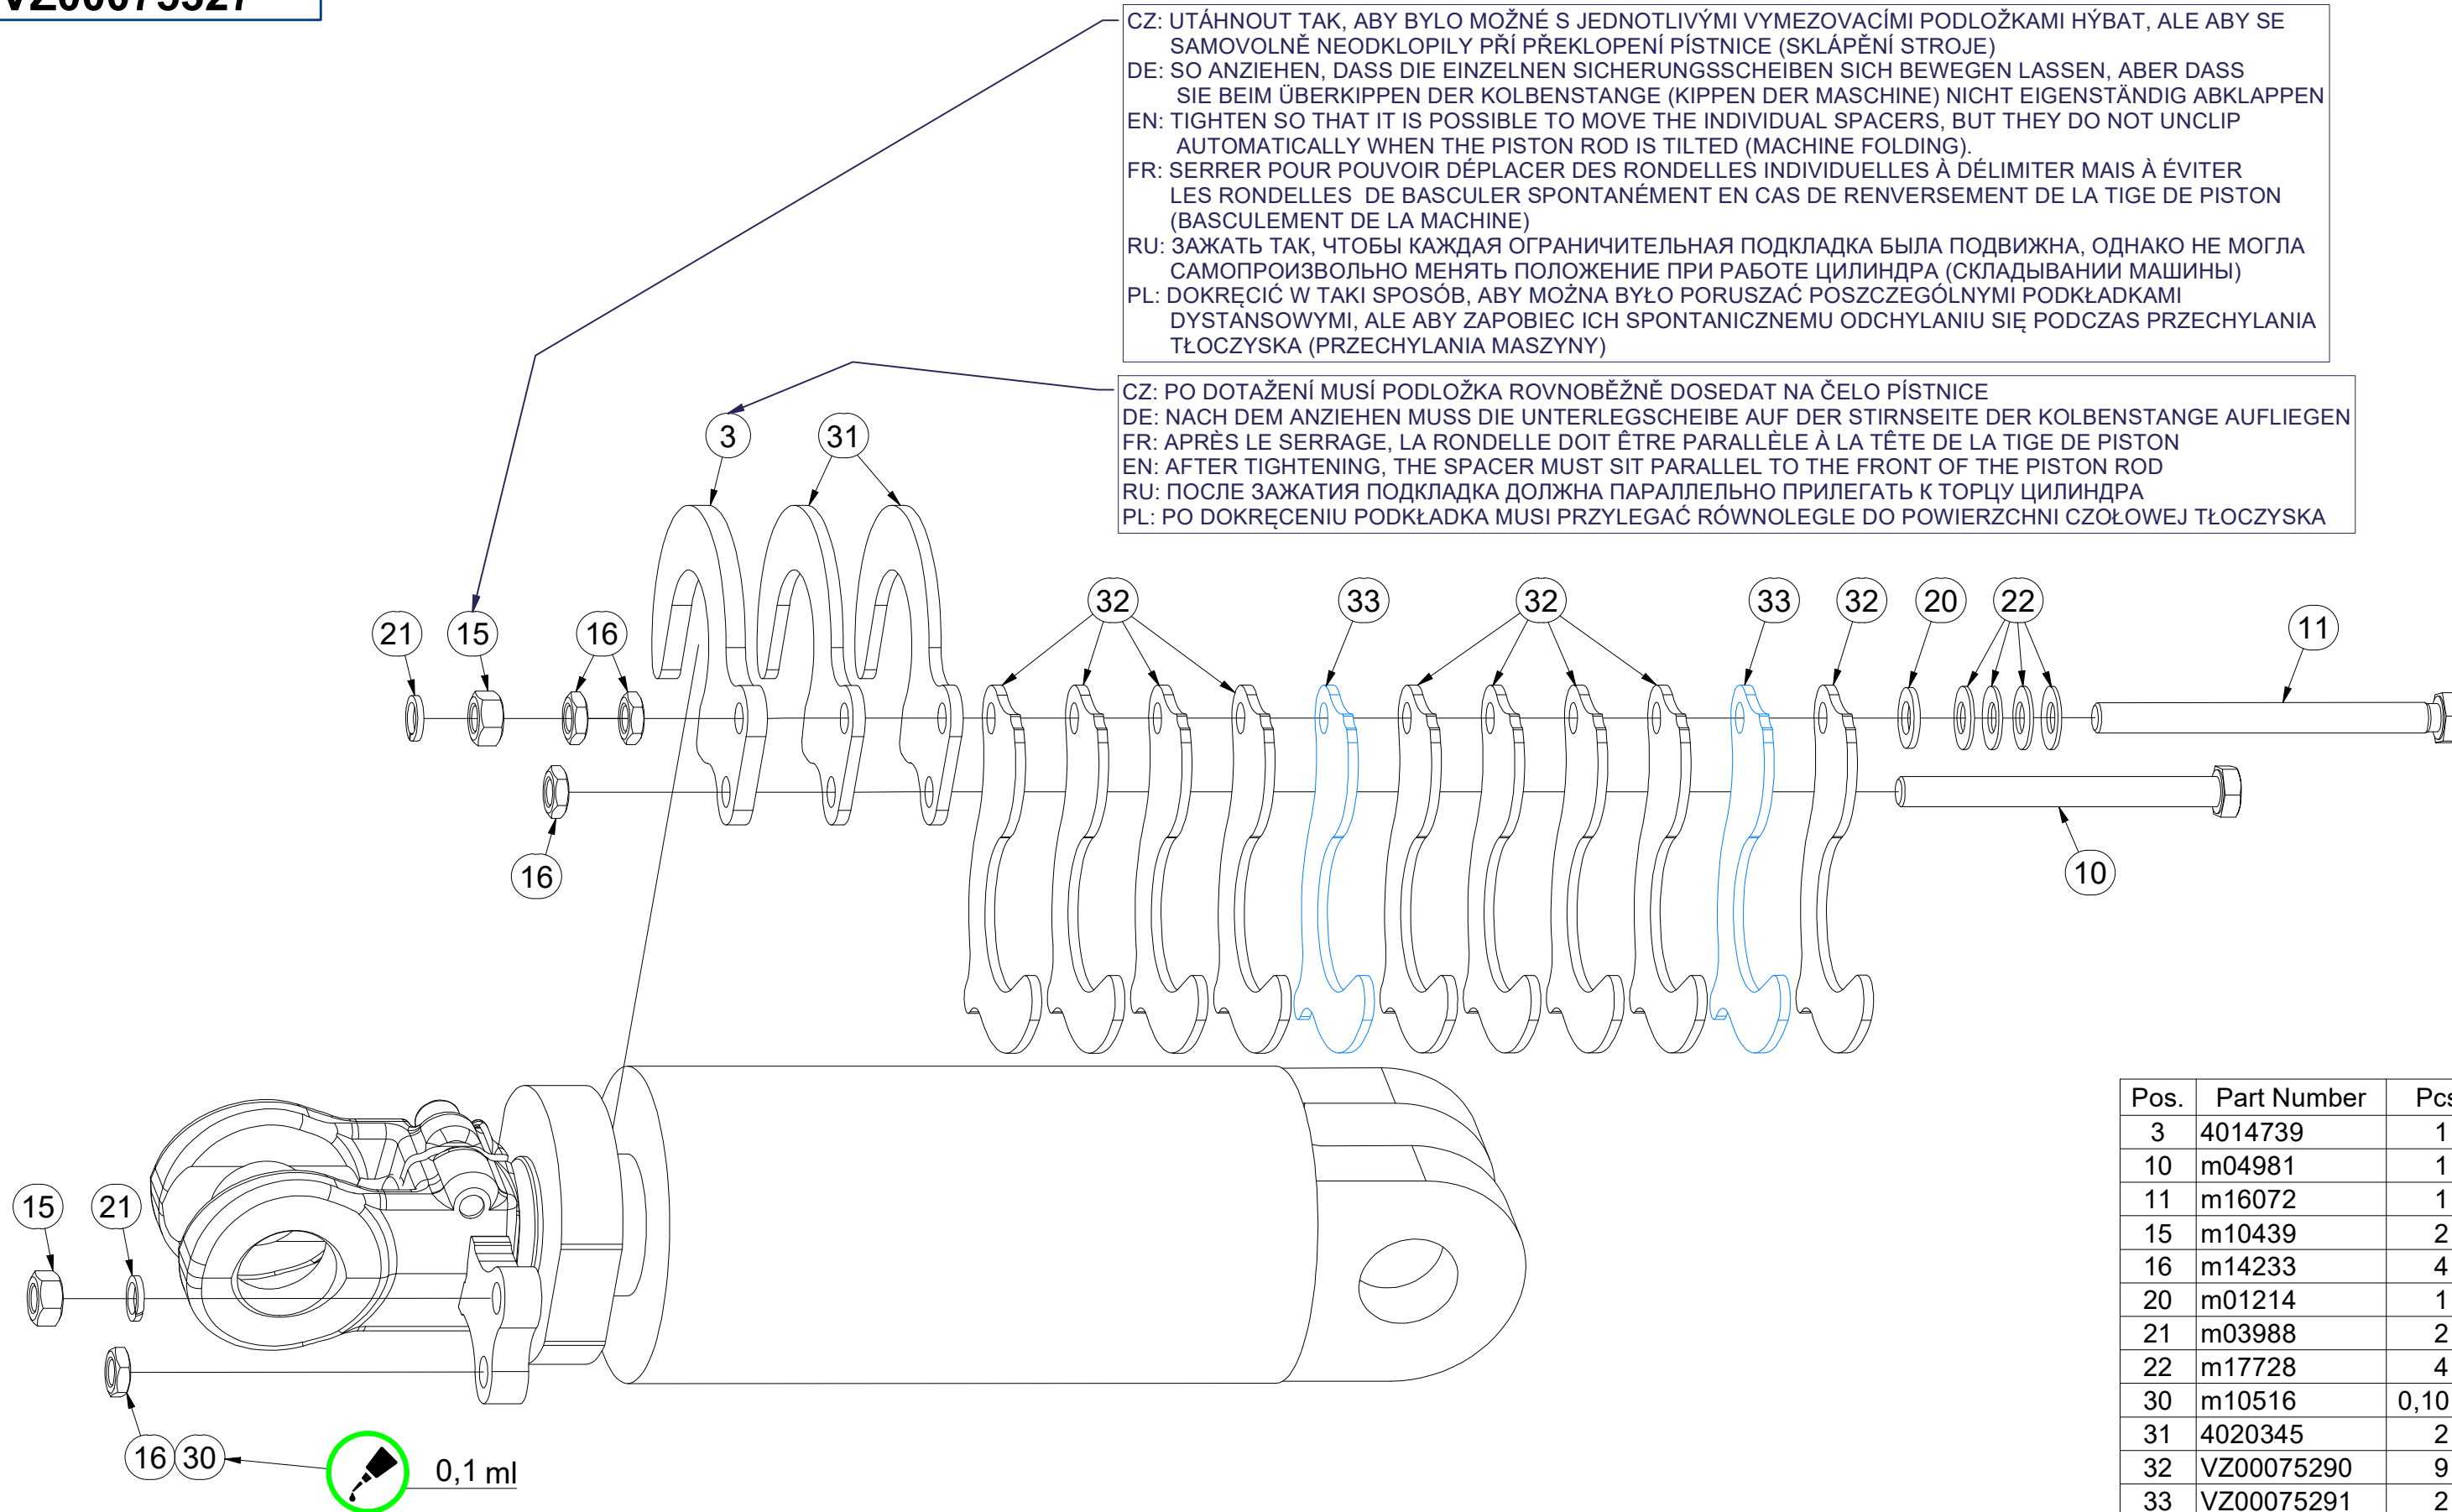 VZ00075327
CZ: UTÁHNOUT TAK, ABY BYLO MOŽNÉ S JEDNOTLIVÝMI VYMEZOVACÍMI PODLOŽKAMI HÝBAT, ALE ABY SE
SAMOVOLNĚ NEODKLOPILY PŘÍ PŘEKLOPENÍ PÍSTNICE (SKLÁPĚNÍ STROJE)
DE: SO ANZIEHEN, DASS DIE EINZELNEN SICHERUNGSSCHEIBEN SICH BEWEGEN LASSEN, ABER DASS
SIE BEIM ÜBERKIPPEN DER KOLBENSTANGE (KIPPEN DER MASCHINE) NICHT EIGENSTÄNDIG ABKLAPPEN
EN: TIGHTEN SO THAT IT IS POSSIBLE TO MOVE THE INDIVIDUAL SPACERS, BUT THEY DO NOT UNCLIP
AUTOMATICALLY WHEN THE PISTON ROD IS TILTED (MACHINE FOLDING).
FR: SERRER POUR POUVOIR DÉPLACER DES RONDELLES INDIVIDUELLES À DÉLIMITER MAIS À ÉVITER
LES RONDELLES DE BASCULER SPONTANÉMENT EN CAS DE RENVERSEMENT DE LA TIGE DE PISTON
(BASCULEMENT DE LA MACHINE)
RU: ЗАЖАТЬ ТАК, ЧТОБЫ КАЖДАЯ ОГРАНИЧИТЕЛЬНАЯ ПОДКЛАДКА БЫЛА ПОДВИЖНА, ОДНАКО НЕ МОГЛА
САМОПРОИЗВОЛЬНО МЕНЯТЬ ПОЛОЖЕНИЕ ПРИ РАБОТЕ ЦИЛИНДРА (СКЛАДЫВАНИИ МАШИНЫ)
PL: DOKRĘCIĆ W TAKI SPOSÓB, ABY MOŻNA BYŁO PORUSZAĆ POSZCZEGÓLNYMI PODKŁADKAMI
DYSTANSOWYMI, ALE ABY ZAPOBIEC ICH SPONTANICZNEMU ODCHYLANIU SIĘ PODCZAS PRZECHYLANIA
TŁOCZYSKA (PRZECHYLANIA MASZYNY)
CZ: PO DOTAŽENÍ MUSÍ PODLOŽKA ROVNOBĚŽNĚ DOSEDAT NA ČELO PÍSTNICE
DE: NACH DEM ANZIEHEN MUSS DIE UNTERLEGSCHEIBE AUF DER STIRNSEITE DER KOLBENSTANGE AUFLIEGEN
FR: APRÈS LE SERRAGE, LA RONDELLE DOIT ÊTRE PARALLÈLE À LA TÊTE DE LA TIGE DE PISTON
EN: AFTER TIGHTENING, THE SPACER MUST SIT PARALLEL TO THE FRONT OF THE PISTON ROD
RU: ПОСЛЕ ЗАЖАТИЯ ПОДКЛАДКА ДОЛЖНА ПАРАЛЛЕЛЬНО ПРИЛЕГАТЬ К ТОРЦУ ЦИЛИНДРА
PL: PO DOKRĘCENIU PODKŁADKA MUSI PRZYLEGAĆ RÓWNOLEGLE DO POWIERZCHNI CZOŁOWEJ TŁOCZYSKA
3 31
21 15 16 32 33 32 33 32 20 22 11
16 10
15 21
16 30 0,1 ml
Pos. Part Number Pcs
3 4014739 1
10 m04981 1
11 m16072 1
15 m10439 2
16 m14233 4
20 m01214 1
21 m03988 2
22 m17728 4
30 m10516 0,10
31 4020345 2
32 VZ00075290 9
33 VZ00075291 2